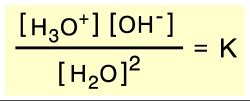 [H₃O⁺] [OH⁻]
[H₂O]² = K